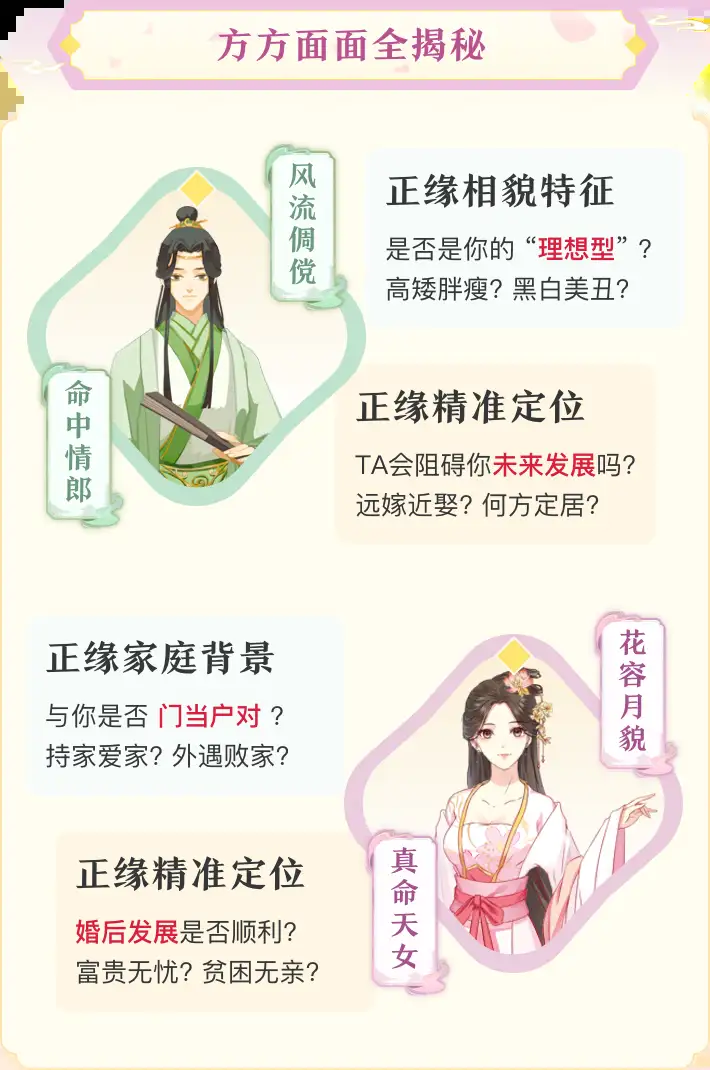 方方面面全揭秘
风流倜傥
命中情郎
正缘相貌特征
是否是你的“理想型”?
高矮胖瘦?黑白美丑?
正缘精准定位
TA会阻碍你未来发展吗?
远嫁近娶?何方定居?
正缘家庭背景
与你是否 门当户对 ?
持家爱家?外遇败家?
正缘精准定位
婚后发展是否顺利?
富贵无忧?贫困无亲?
花容月貌
真命天女